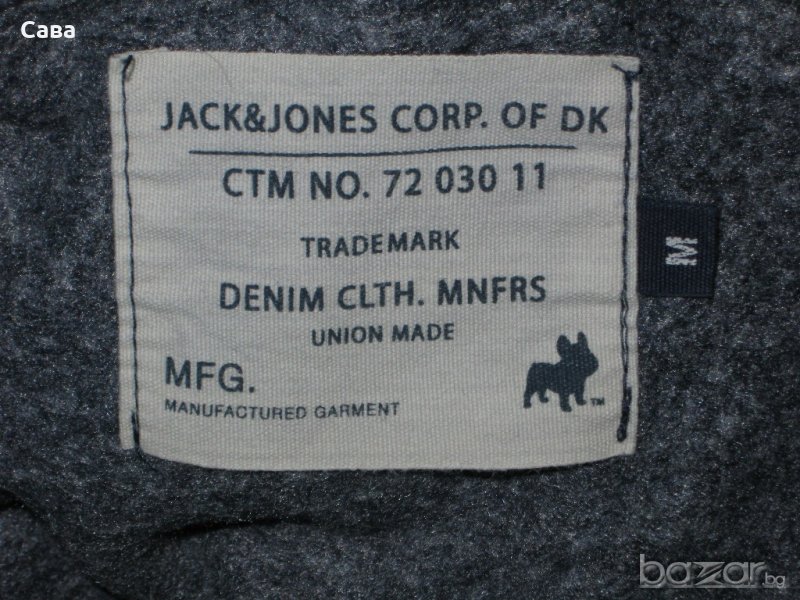 Сава
JACK&JONES CORP. OF DK
CTM NO. 72 030 11
TRADEMARK
DENIM CLTH. MNFRS
UNION MADE
MFG.
MANUFACTURED GARMENT
TM
M
bazar.bg